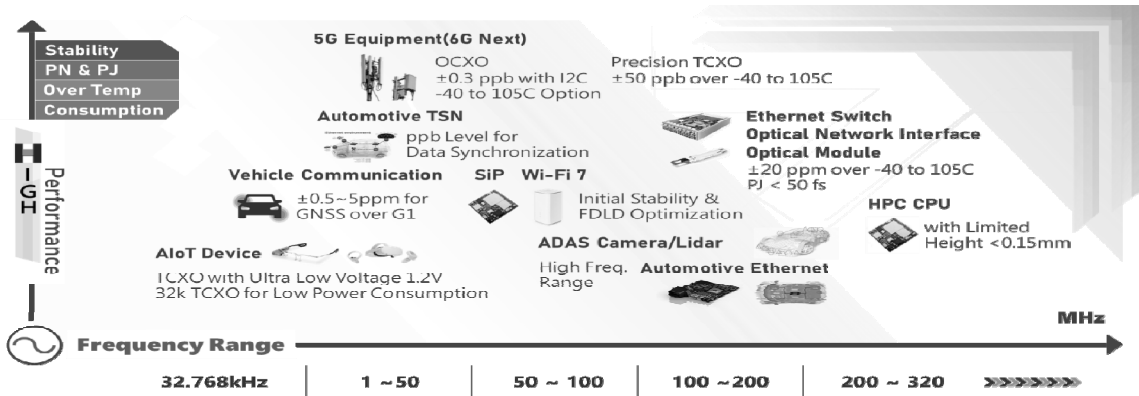 Stability
PN & PJ
Over Temp
Consumption
HIGH
Performance
5G Equipment(6G Next)
OCXO
±0.3 ppb with I2C
-40 to 105C Option
Precision TCXO
±50 ppb over -40 to 105C
Automotive TSN
ppb Level for
Data Synchronization
Ethernet Switch
Optical Network Interface
Optical Module
±20 ppm over -40 to 105C
PJ < 50 fs
Vehicle Communication
±0.5~5ppm for
GNSS over G1
SiP
Wi-Fi 7
Initial Stability &
FDLD Optimization
HPC CPU
with Limited
Height <0.15mm
AIoT Device
TCXO with Ultra Low Voltage 1.2V
32k TCXO for Low Power Consumption
ADAS Camera/Lidar
High Freq.
Range
Automotive Ethernet
MHz
Frequency Range
32.768kHz
1 ~50
50 ~ 100
100 ~200
200 ~ 320